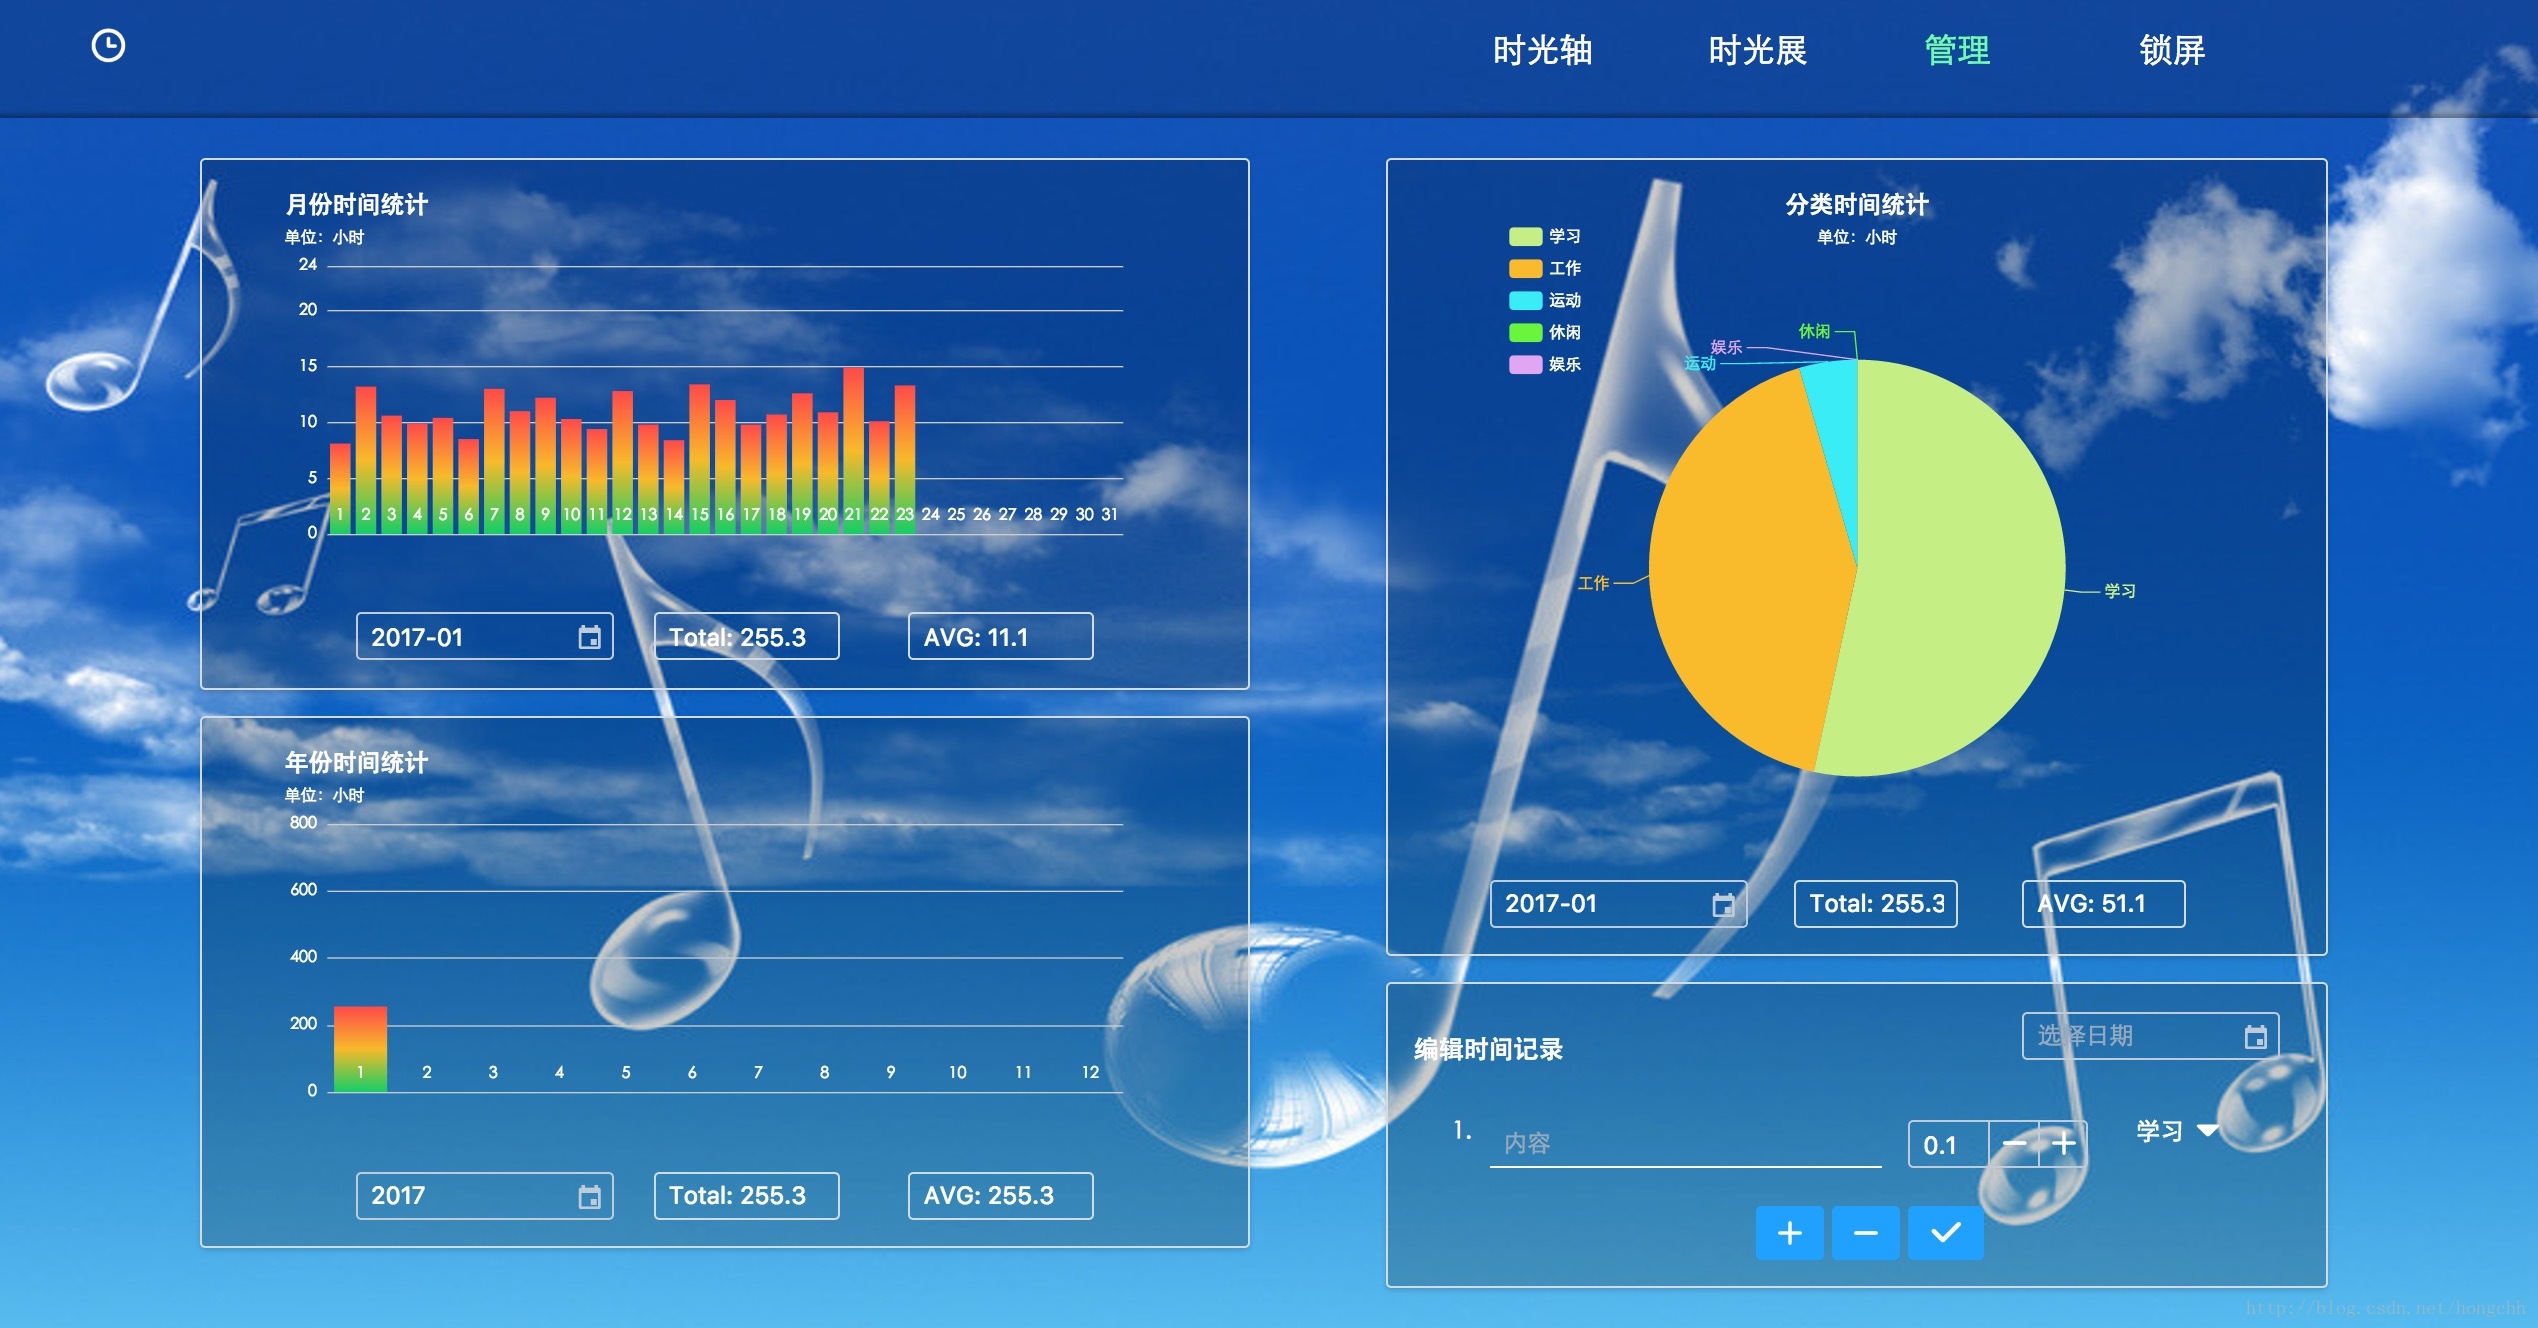 时光轴 时光展 管理 锁屏
月份时间统计
单位：小时
24
20
15
10
5
0
1 2 3 4 5 6 7 8 9 10 11 12 13 14 15 16 17 18 19 20 21 22 23 24 25 26 27 28 29 30 31
2017-01 Total: 255.3 AVG: 11.1
年份时间统计
单位：小时
800
600
400
200
0
1 2 3 4 5 6 7 8 9 10 11 12
2017 Total: 255.3 AVG: 255.3
分类时间统计
单位：小时
学习
工作
运动
休闲
娱乐
休闲
娱乐
运动
工作
学习
2017-01 Total: 255.3 AVG: 51.1
编辑时间记录 选择日期
1. 内容 0.1 学习
http://blog.csdn.net/hongchh